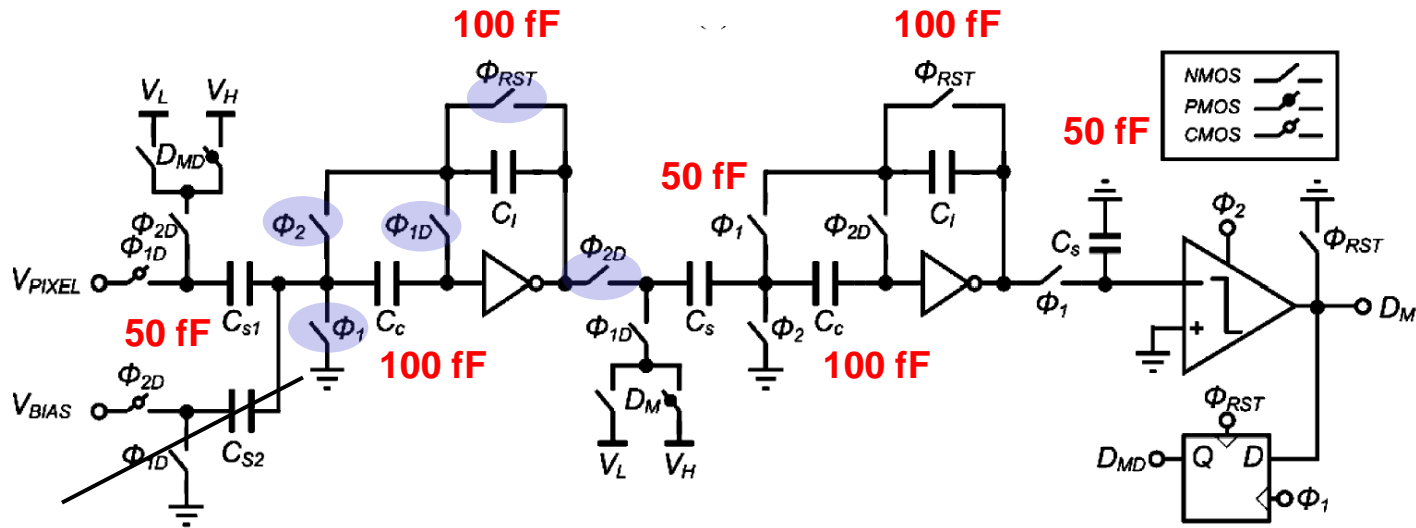 100 fF
100 fF
Φ_RST
Φ_RST
NMOS
PMOS
CMOS
V_L
V_H
50 fF
D_MD
50 fF
C_I
C_I
Φ_2D
Φ_2
Φ_1D
Φ_1
Φ_2D
C_s
Φ_2
Φ_RST
Φ_1D
V_PIXEL
Φ_2D
Φ_1
D_M
C_s1
Φ_1
C_c
C_s
Φ_2
C_c
+
50 fF
100 fF
Φ_1D
100 fF
Φ_2D
V_BIAS
D_M
Φ_RST
C_S2
Φ_1D
V_L
V_H
D_MD
Q
D
Φ_1